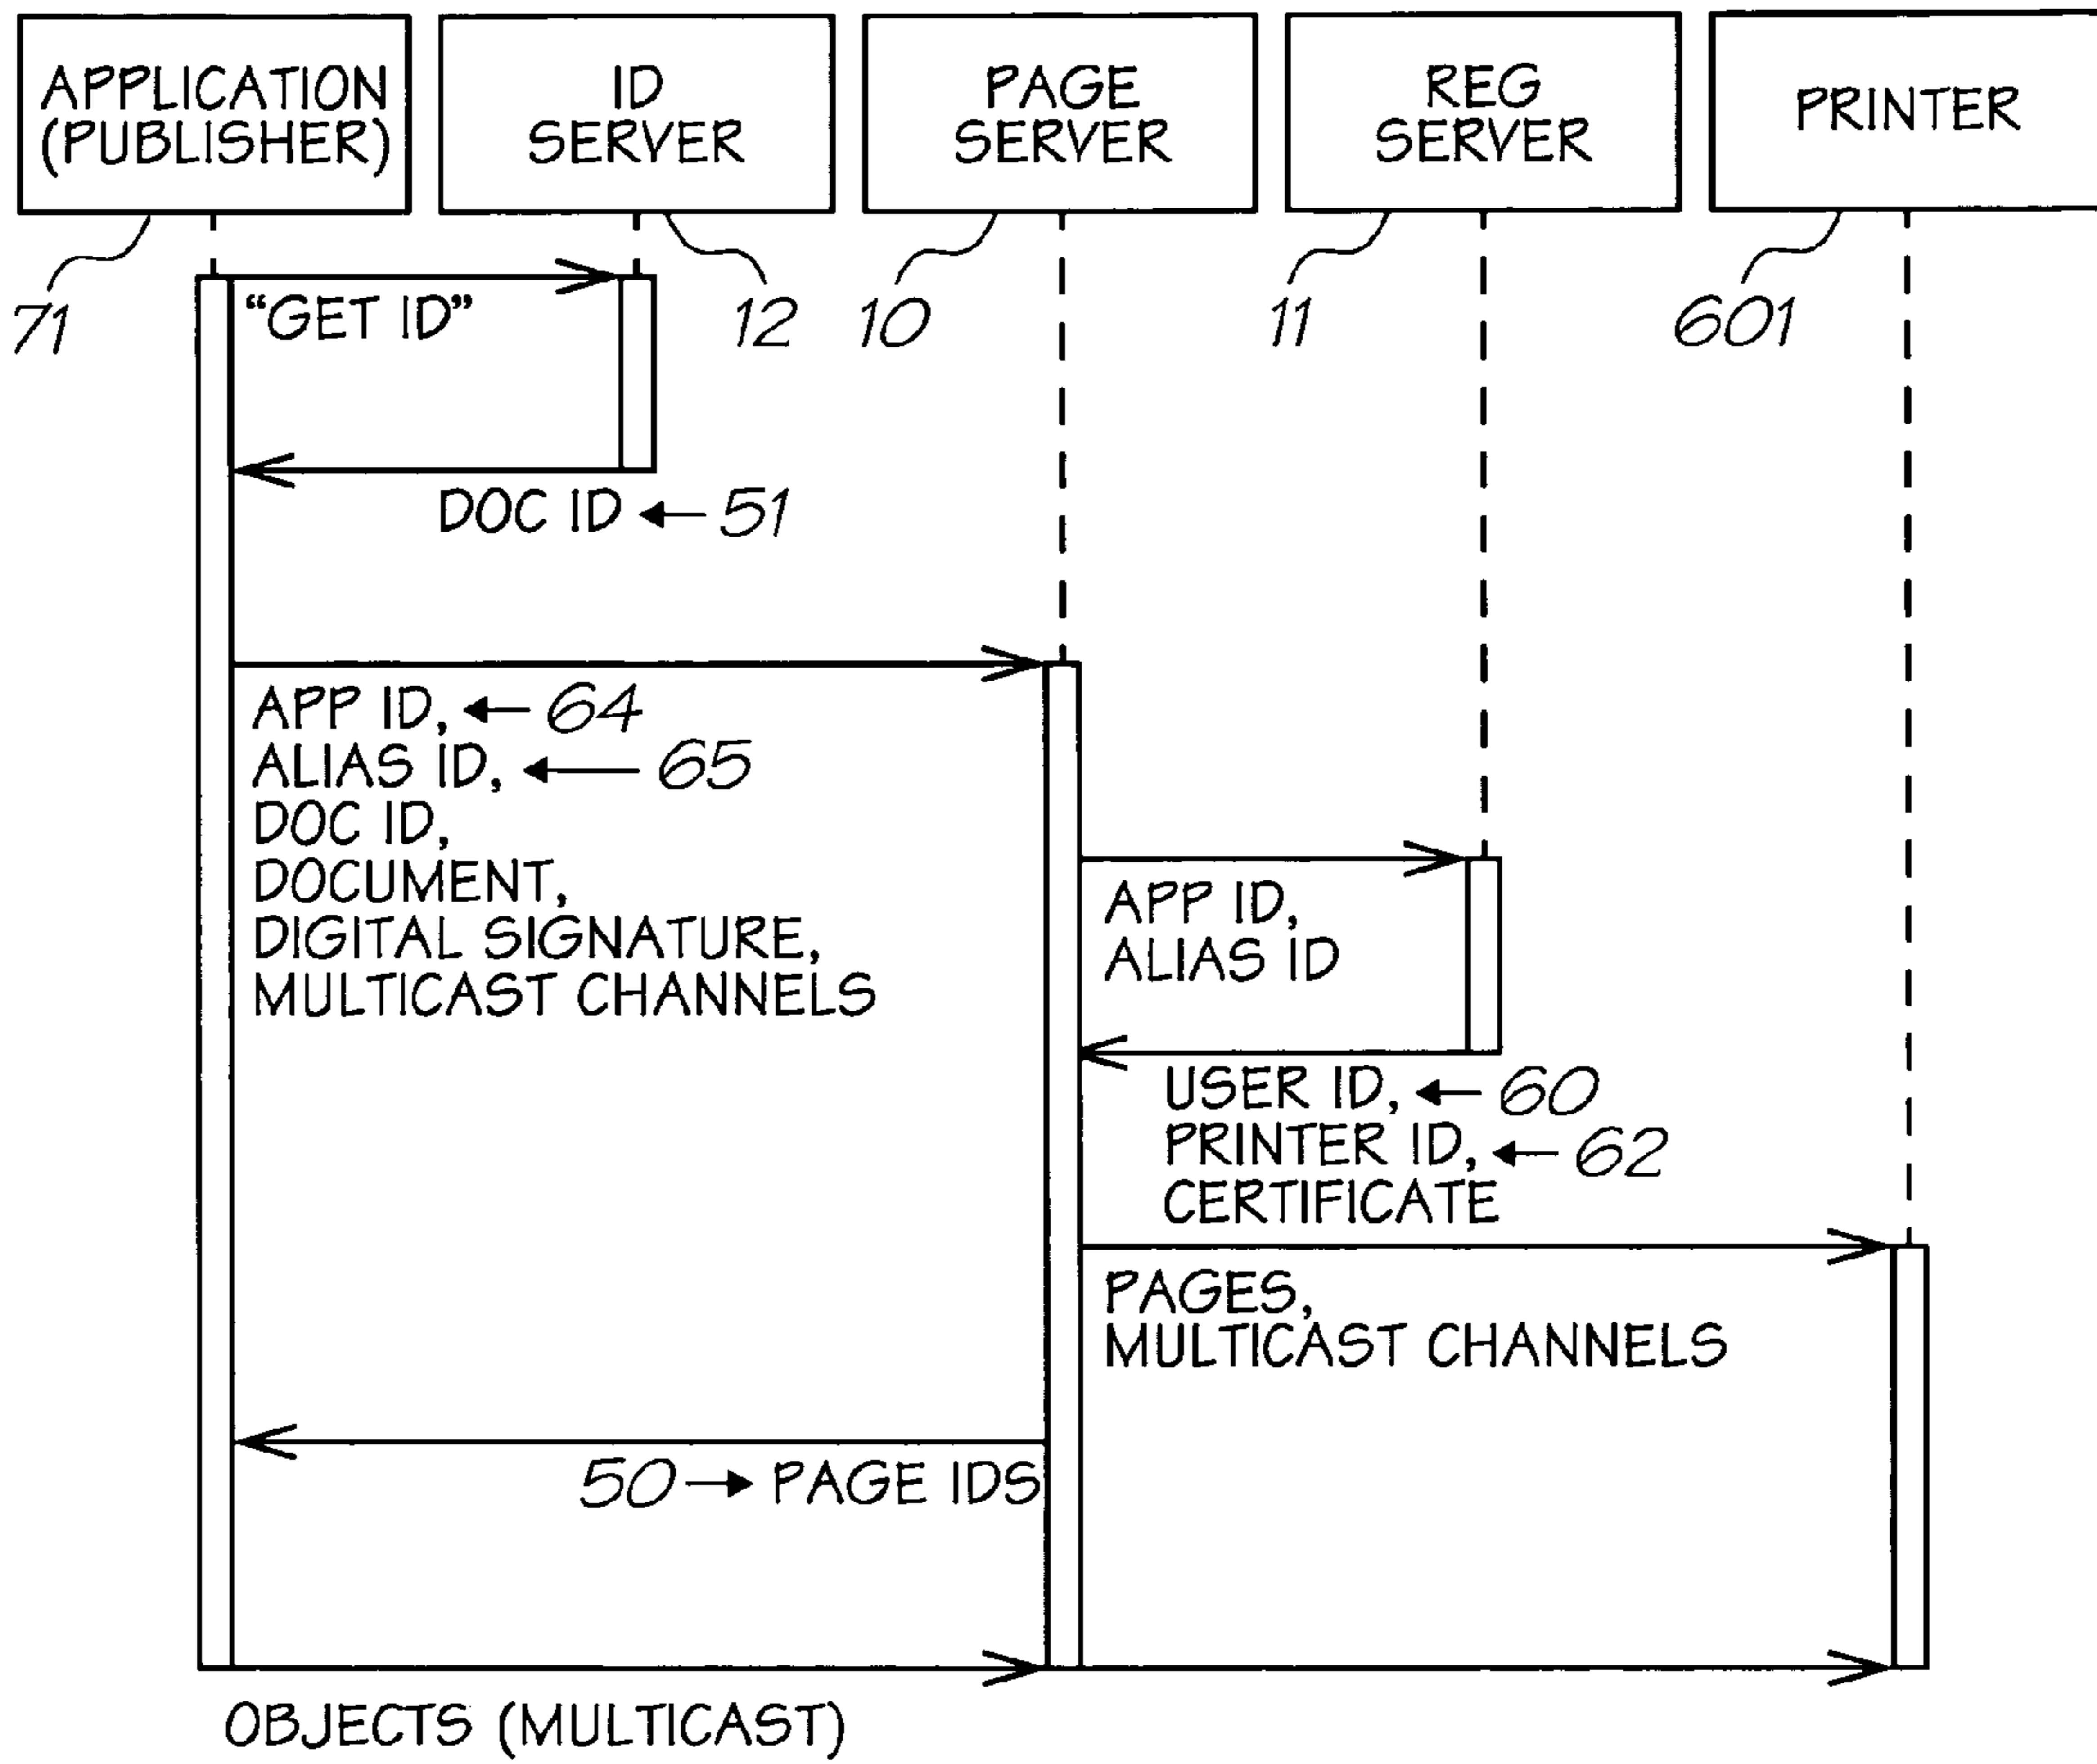 APPLICATION
(PUBLISHER)
ID
SERVER
PAGE
SERVER
REG
SERVER
PRINTER
71
12
10
11
601
“GET ID”
DOC ID
51
APP ID,
64
ALIAS ID,
65
DOC ID,
DOCUMENT,
DIGITAL SIGNATURE,
MULTICAST CHANNELS
APP ID,
ALIAS ID
USER ID,
60
PRINTER ID,
62
CERTIFICATE
PAGES,
MULTICAST CHANNELS
50
PAGE IDS
OBJECTS (MULTICAST)